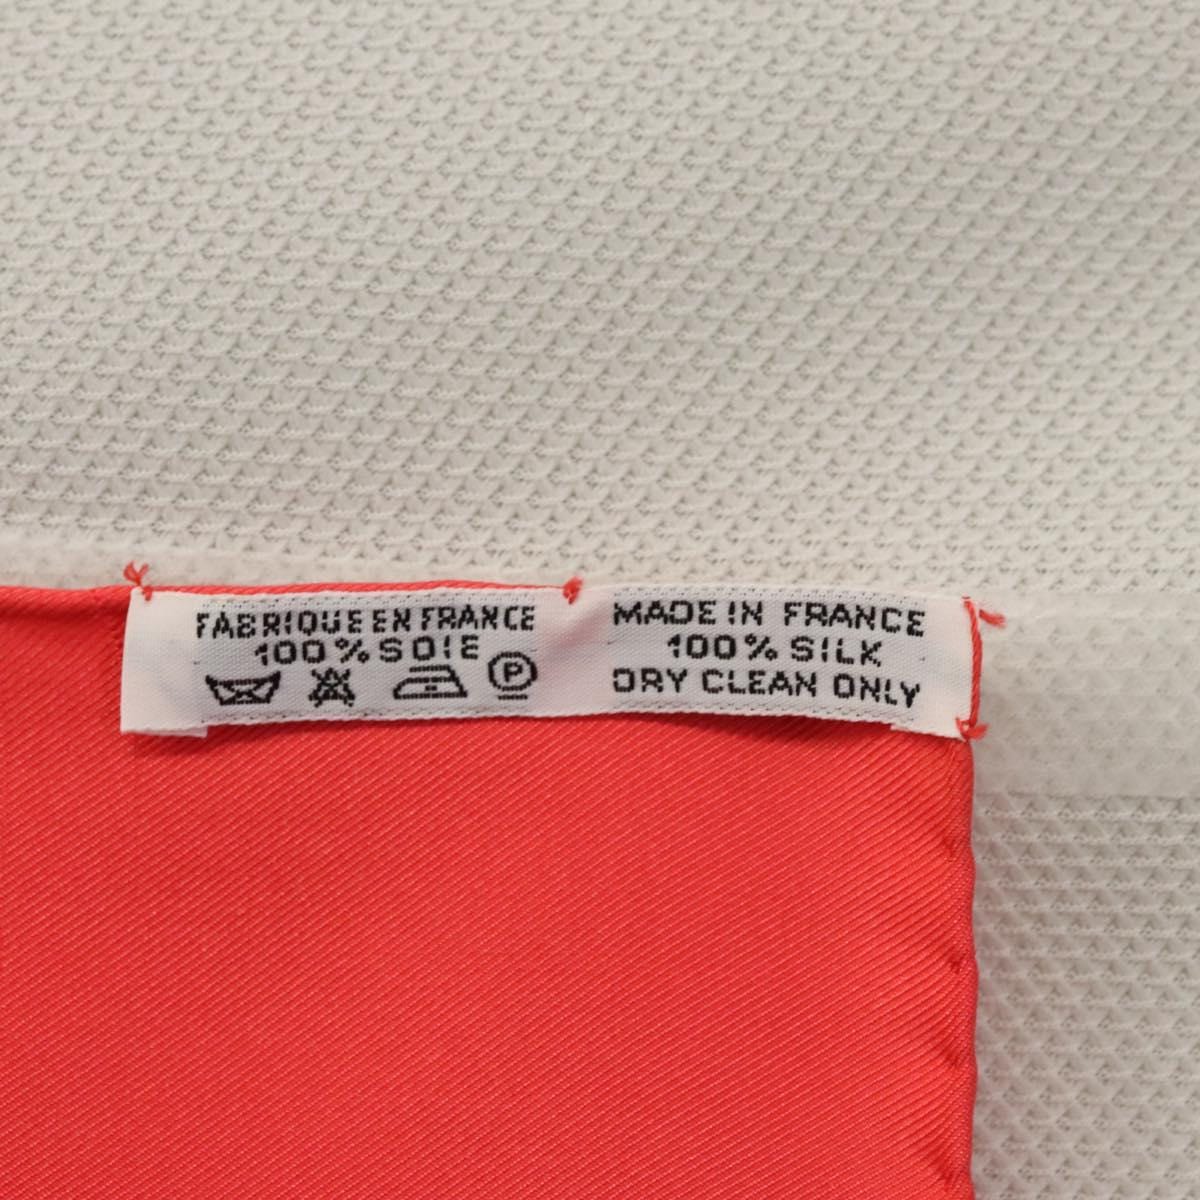 FABRIQUE EN FRANCE
100% SOIE
P
MADE IN FRANCE
100% SILK
DRY CLEAN ONLY